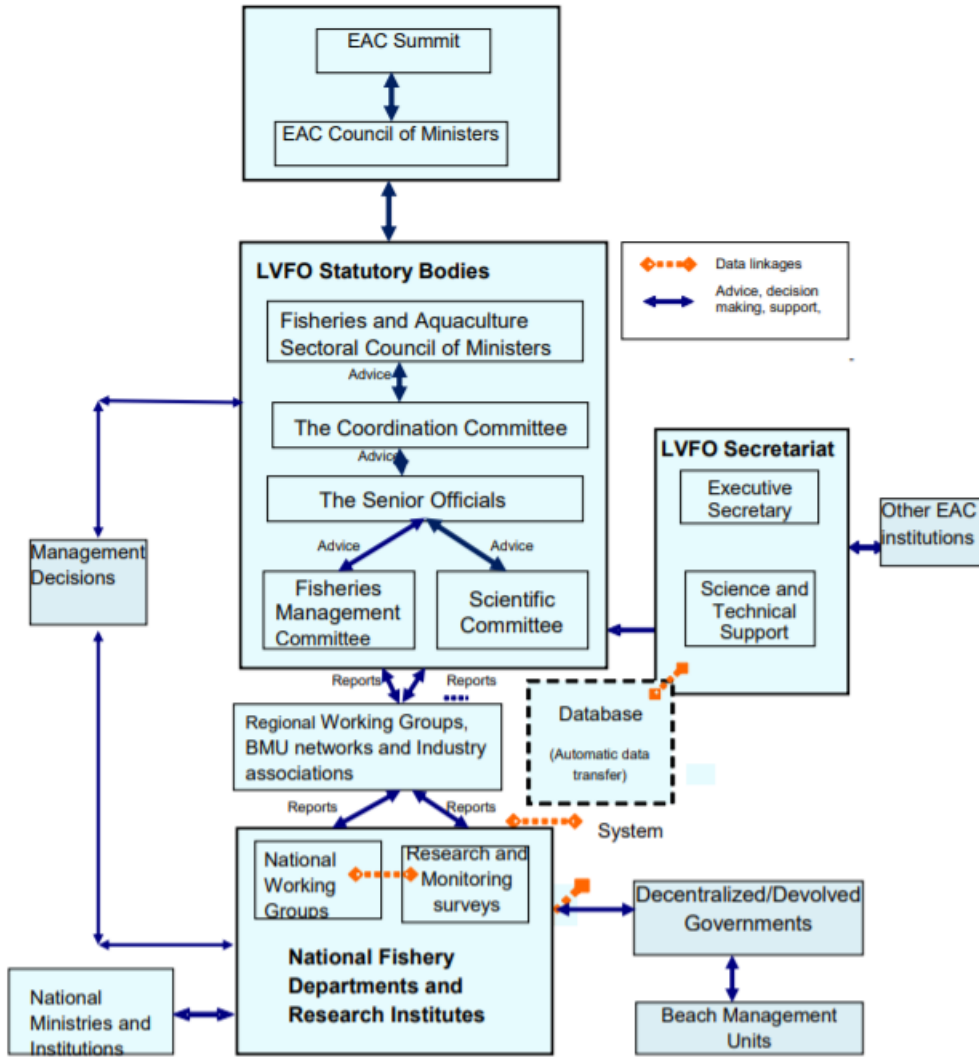 EAC Summit
EAC Council of Ministers
LVFO Statutory Bodies
Data linkages
Advice, decision
making, support,
Fisheries and Aquaculture
Sectoral Council of Ministers
Advice
The Coordination Committee
Advice
The Senior Officials
Advice
Advice
Fisheries
Management
Committee
Scientific
Committee
LVFO Secretariat
Executive
Secretary
Science and
Technical
Support
Other EAC
institutions
Management
Decisions
Reports
Reports
Regional Working Groups,
BMU networks and Industry
associations
Database
(Automatic data
transfer)
Reports
Reports
System
National
Working
Groups
Research and
Monitoring
surveys
National Fishery
Departments and
Research Institutes
Decentralized/Devolved
Governments
Beach Management
Units
National
Ministries and
Institutions